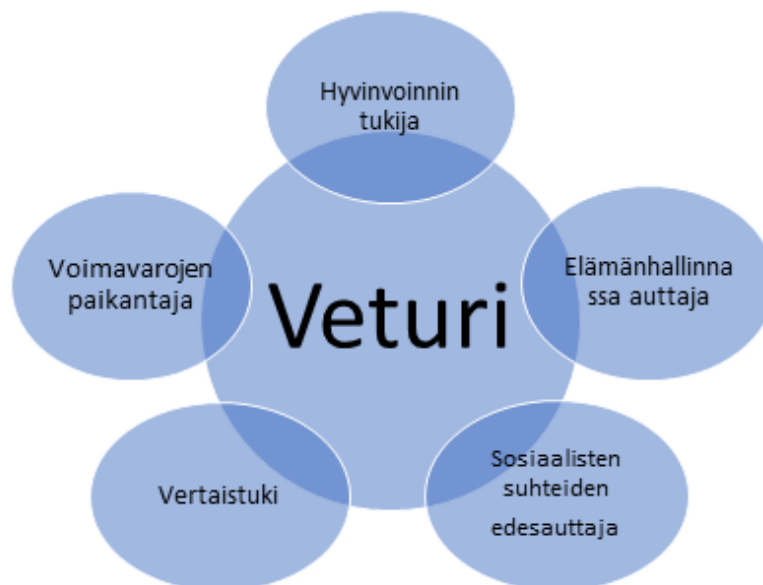 Hyvinvoinnin
tukija
Voimavarojen
paikantaja
Elämänhallinna
ssa auttaja
Veturi
Vertaistuki
Sosiaalisten
suhteiden
edesauttaja